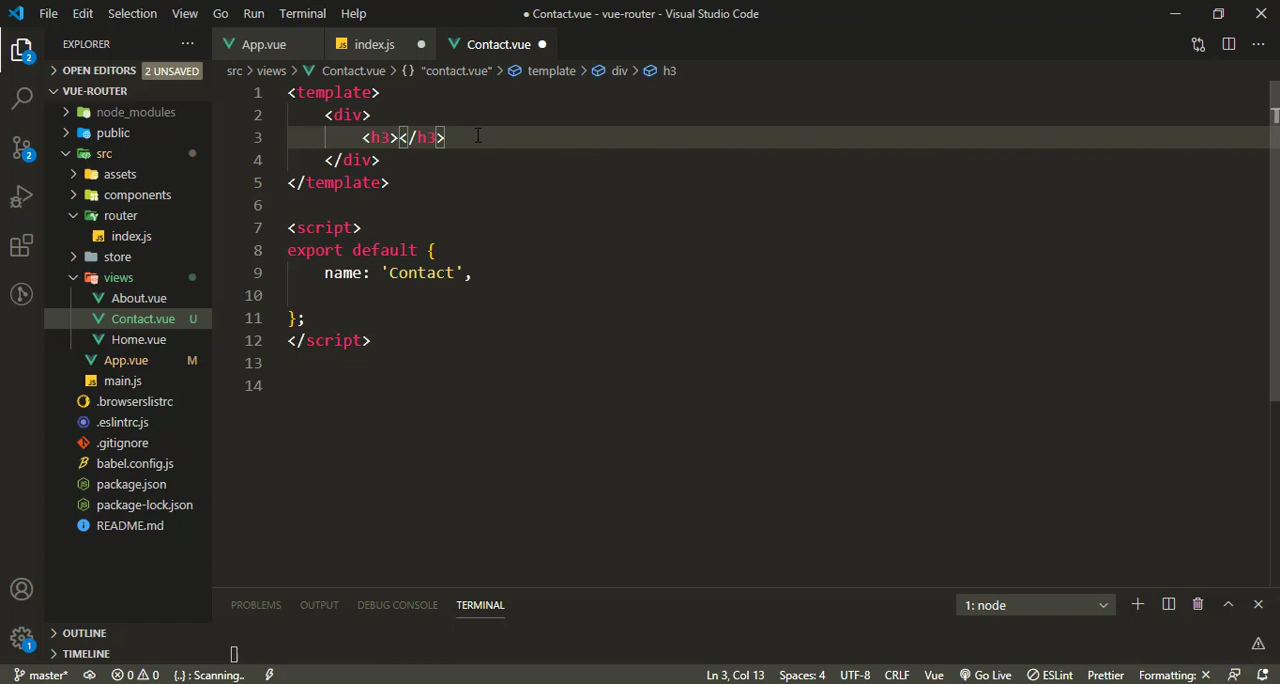 File Edit Selection View Go Run Terminal Help ● Contact.vue - vue-router - Visual Studio Code
EXPLORER ··· App.vue index.js ● Contact.vue ●
OPEN EDITORS 2 UNSAVED
src > views > Contact.vue > {} "contact.vue" > template > div > h3
VUE-ROUTER
node_modules
public
src
assets
components
router
index.js
store
views
About.vue
Contact.vue U
Home.vue
App.vue M
main.js
.browserslistrc
.eslintrc.js
.gitignore
babel.config.js
package.json
package-lock.json
README.md
OUTLINE
TIMELINE
1 <template>
2 <div>
3 <h3></h3>
4 </div>
5 </template>
6
7 <script>
8 export default {
9 name: 'Contact',
10
11 };
12 </script>
13
14
PROBLEMS OUTPUT DEBUG CONSOLE TERMINAL 1: node
2
2
1
master* 0 0 {..} : Scanning.. Ln 3, Col 13 Spaces: 4 UTF-8 CRLF Vue Go Live ESLint Prettier Formatting: ×